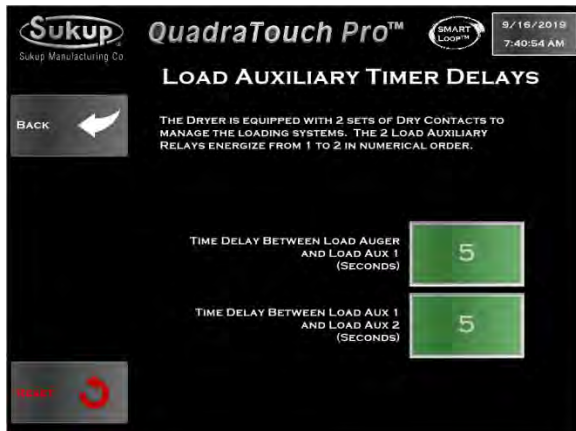 Sukup
Sukup Manufacturing Co
QuadraTouch Pro™
SMART
LOOP™
9/16/2019
7:40:54 AM
LOAD AUXILIARY TIMER DELAYS
BACK
THE DRYER IS EQUIPPED WITH 2 SETS OF DRY CONTACTS TO
MANAGE THE LOADING SYSTEMS. THE 2 LOAD AUXILIARY
RELAYS ENERGIZE FROM 1 TO 2 IN NUMERICAL ORDER.
TIME DELAY BETWEEN LOAD AUGER
AND LOAD AUX 1
(SECONDS)
5
TIME DELAY BETWEEN LOAD AUX 1
AND LOAD AUX 2
(SECONDS)
5
RESET